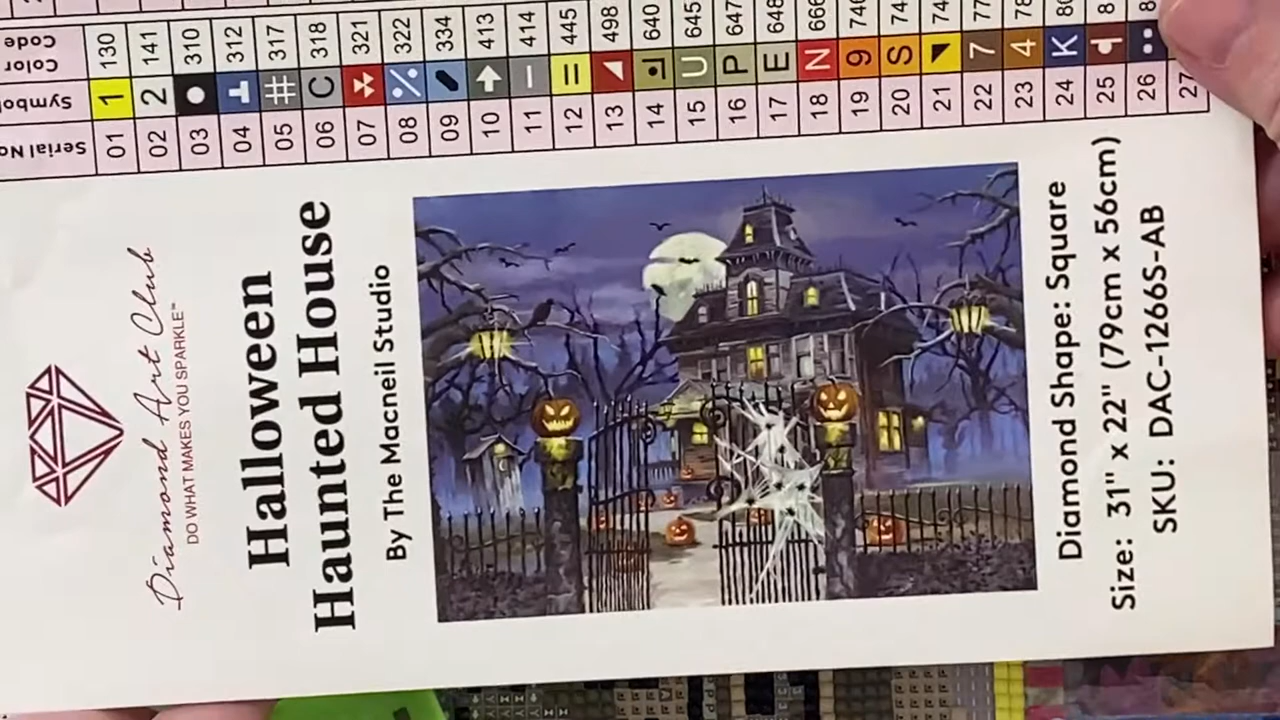 Diamond Art Club
DO WHAT MAKES YOU SPARKLE™
Halloween
Haunted House
By The Macneil Studio
Diamond Shape: Square
Size: 31" x 22" (79cm x 56cm)
SKU: DAC-1266S-AB
Serial No Symbol Color Code
01 1 130
02 2 141
03 310
04 312
05 # 317
06 C 318
07 321
08 322
09 334
10 413
11 – 414
12 = 445
13 498
14 640
15 U 645
16 P 647
17 E 648
18 N 666
19 9
20 S
21
22 7
23 4
24 K
25
26
27